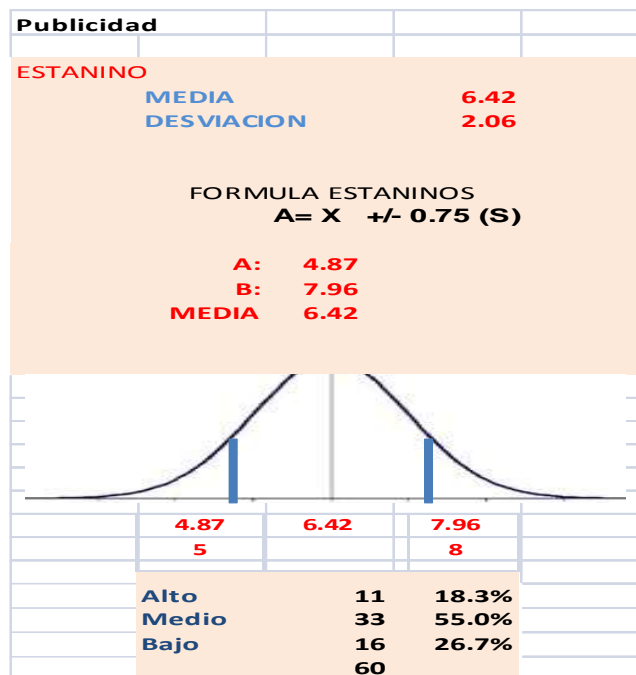 Publicidad
ESTANINO
MEDIA 6.42
DESVIACION 2.06
FORMULA ESTANINOS
A= X +/- 0.75 (S)
A: 4.87
B: 7.96
MEDIA 6.42
4.87 6.42 7.96
5 8
Alto 11 18.3%
Medio 33 55.0%
Bajo 16 26.7%
60